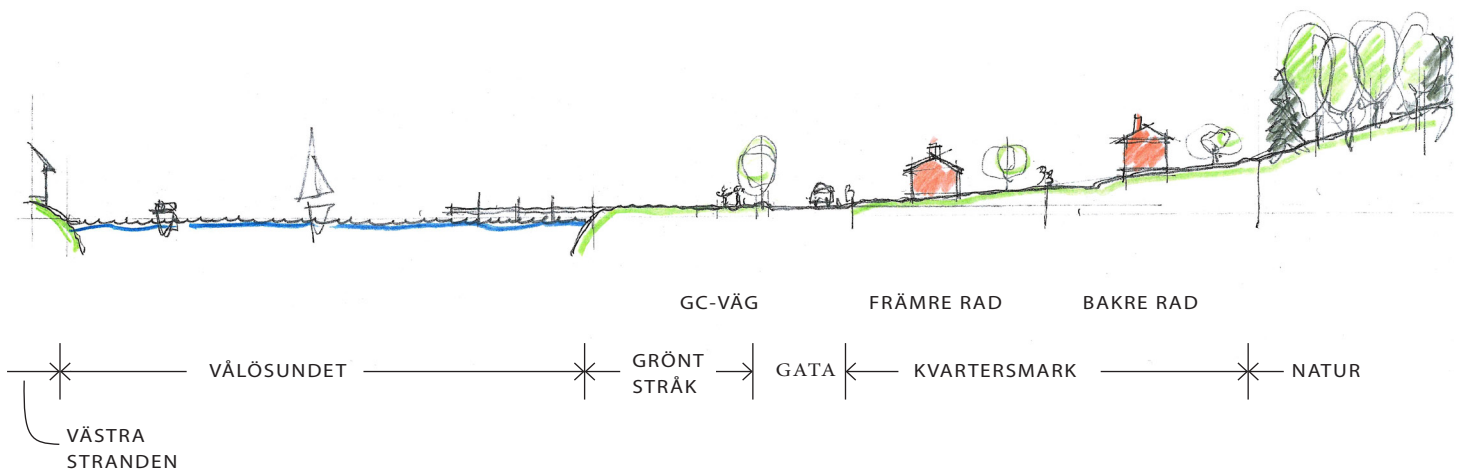 GC-VÄG
FRÄMRE RAD
BAKRE RAD
VÅLÖSUNDET
GRÖNT
STRÅK
GATA
KVARTERSMARK
NATUR
VÄSTRA
STRANDEN